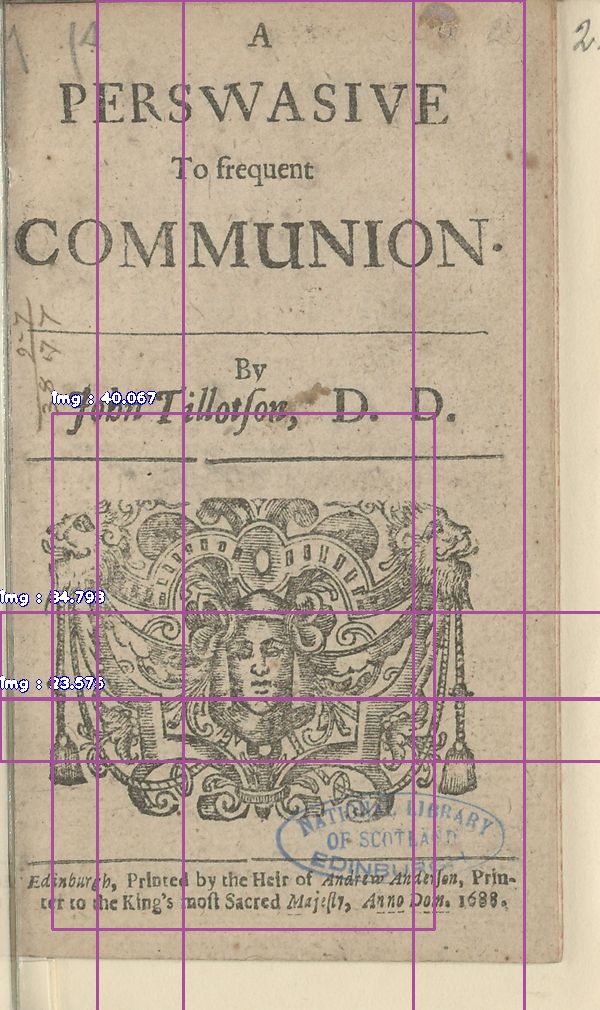 A
PERSWASIVE
To frequent
COMMUNION.
By
John Tillotſon, D. D.
Img : 40.067
Img : 34.793
Img : 23.575
NATIONAL LIBRARY
OF SCOTLAND
EDINBURGH
Edinburgh, Printed by the Heir of Andrew Anderſon, Prin-
ter to the King's moſt Sacred Majeſty, Anno Dom. 1688.